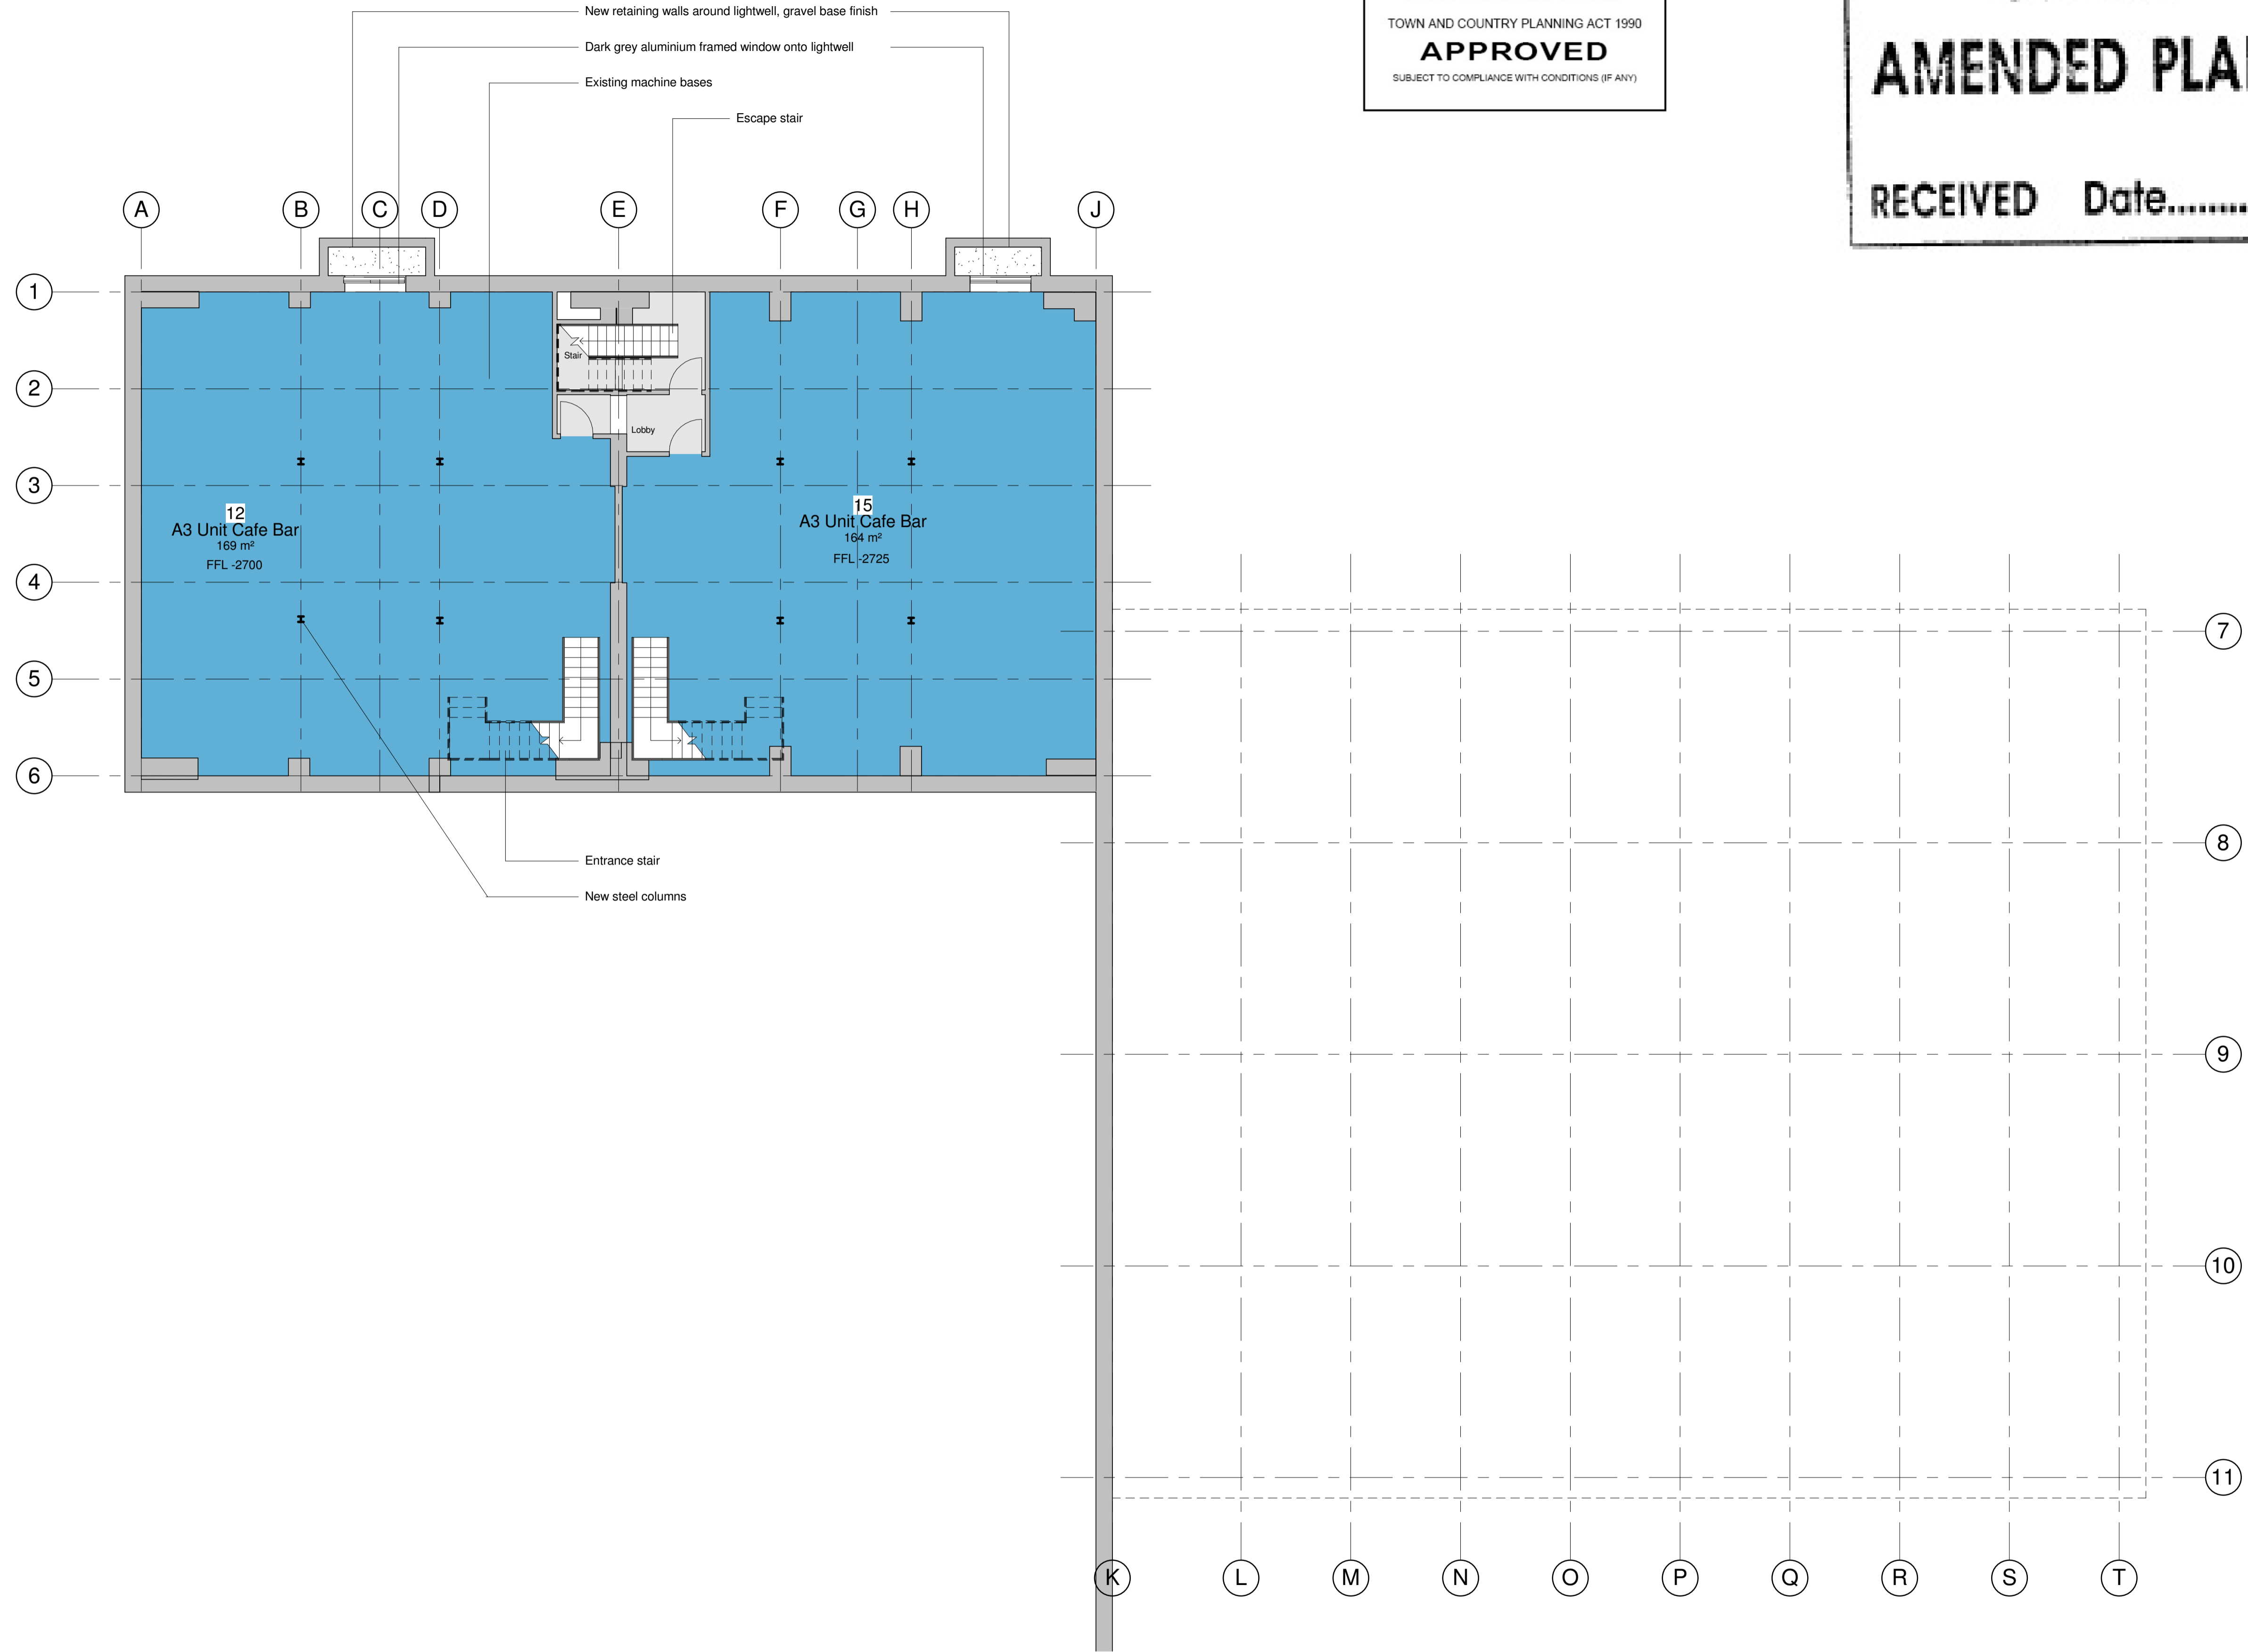 New retaining walls around lightwell, gravel base finish
Dark grey aluminium framed window onto lightwell
Existing machine bases
Escape stair
TOWN AND COUNTRY PLANNING ACT 1990
APPROVED
SUBJECT TO COMPLIANCE WITH CONDITIONS (IF ANY)
AMENDED
RECEIVED Date..........
A
B
C
D
E
F
G
H
J
1
2
3
4
5
6
Stair
Lobby
12
A3 Unit Cafe Bar
169 m²
FFL -2700
15
A3 Unit Cafe Bar
164 m²
FFL -2725
Entrance stair
New steel columns
7
8
9
10
11
K
L
M
N
O
P
Q
R
S
T